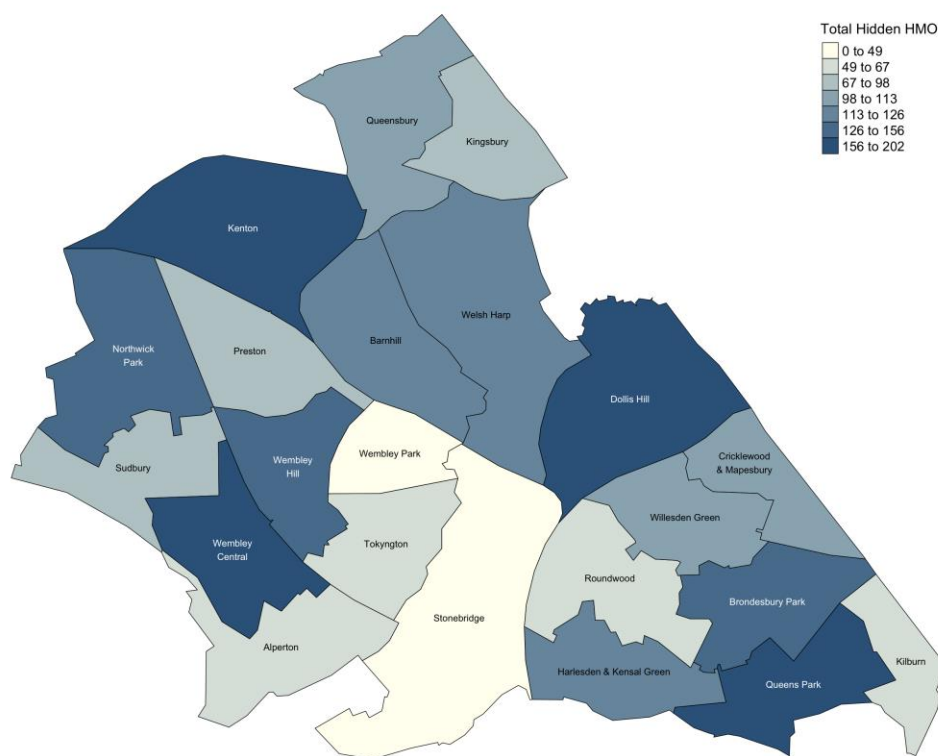 Total Hidden HMO
0 to 49
49 to 67
67 to 98
98 to 113
113 to 126
126 to 156
156 to 202
Queensbury
Kingsbury
Kenton
Welsh Harp
Barnhill
Northwick
Park
Preston
Dollis Hill
Wembley Park
Cricklewood
& Mapesbury
Sudbury
Wembley
Hill
Willesden Green
Wembley
Central
Tokyngton
Roundwood
Brondesbury Park
Stonebridge
Alperton
Kilburn
Harlesden & Kensal Green
Queens Park